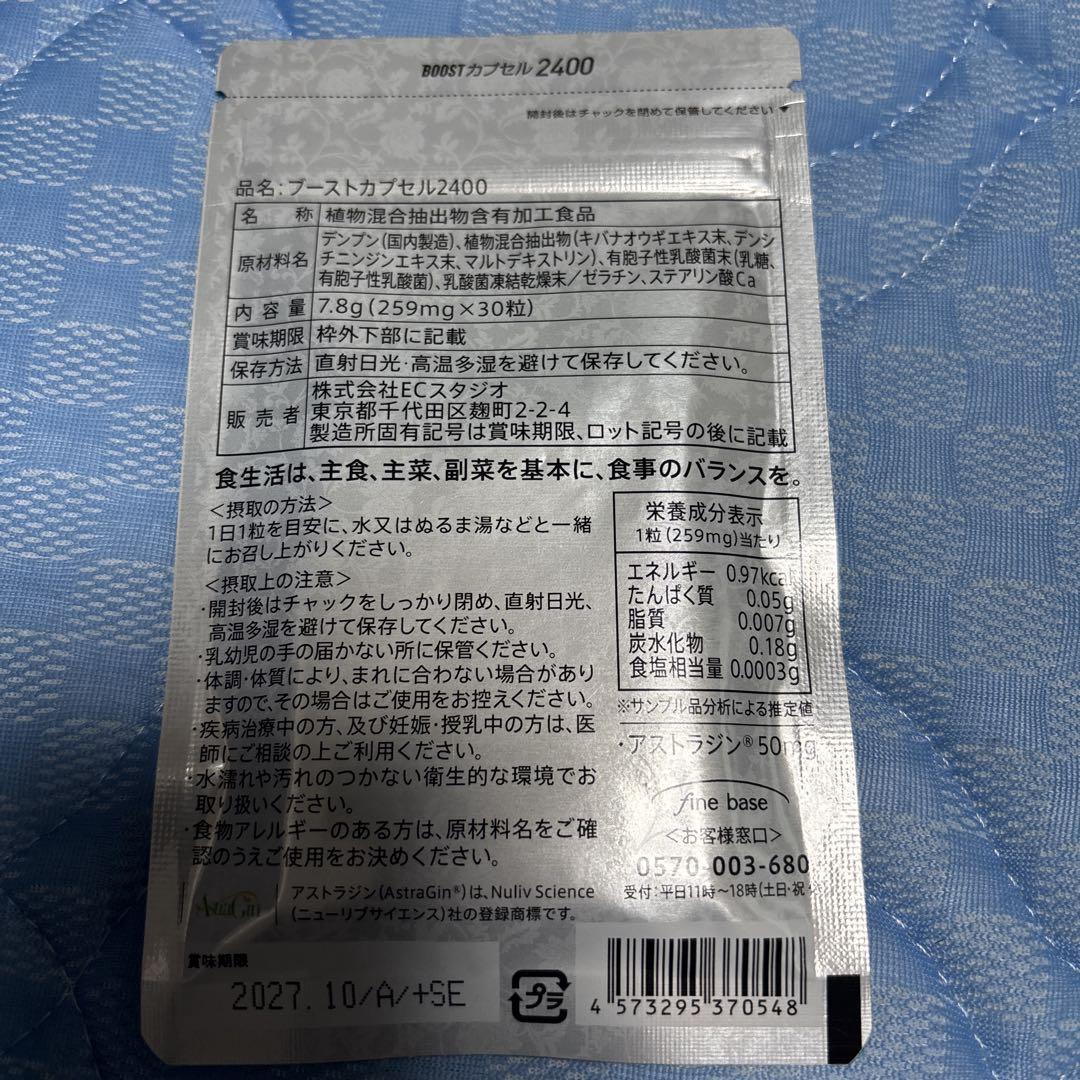 BOOSTカプセル2400
開封後はチャックを閉めて保管してください
品名:ブーストカプセル2400
名称 植物混合抽出物含有加工食品
原材料名 デンプン(国内製造)、植物混合抽出物(キバナオウギエキス末、デンシ
チニンジンエキス末、マルトデキストリン)、有胞子性乳酸菌末(乳糖、
有胞子性乳酸菌)、乳酸菌凍結乾燥末/ゼラチン、ステアリン酸Ca
内容量 7.8g(259mg×30粒)
賞味期限 枠外下部に記載
保存方法 直射日光・高温多湿を避けて保存してください。
販売者 株式会社ECスタジオ
東京都千代田区麹町2-2-4
製造所固有記号は賞味期限、ロット記号の後に記載
食生活は、主食、主菜、副菜を基本に、食事のバランスを。
<摂取の方法>
1日1粒を目安に、水又はぬるま湯などと一緒
にお召し上がりください。
<摂取上の注意>
・開封後はチャックをしっかり閉め、直射日光、
高温多湿を避けて保存してください。
・乳幼児の手の届かない所に保管ください。
・体調・体質により、まれに合わない場合があり
ますので、その場合はご使用をお控えください。
・疾病治療中の方、及び妊娠・授乳中の方は、医
師にご相談の上ご利用ください。
・水濡れや汚れのつかない衛生的な環境でお
取り扱いください。
・食物アレルギーのある方は、原材料名をご確
認のうえご使用をお決めください。
栄養成分表示
1粒(259mg)当たり
エネルギー 0.97kcal
たんぱく質 0.05g
脂質 0.007g
炭水化物 0.18g
食塩相当量 0.0003g
※サンプル品分析による推定値
・アストラジン® 50mg
fine base
<お客様窓口>
0570-003-680
受付:平日11時~18時(土日・祝
AstraGin
アストラジン(AstraGin®)は、Nuliv Science
(ニューリブサイエンス)社の登録商標です。
賞味期限
2027.10/A/+SE
プラ
4 573295 370548